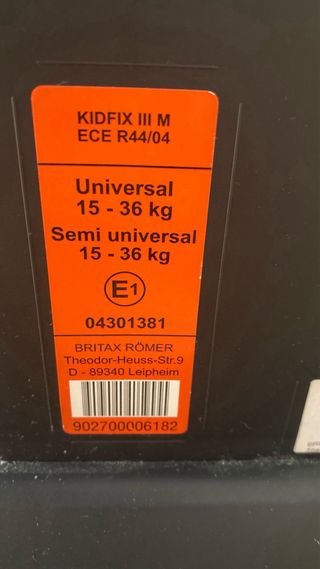 KIDFIX III M
ECE R44/04
Universal
15 - 36 kg
Semi universal
15 - 36 kg
E1
04301381
BRITAX RÖMER
Theodor-Heuss-Str.9
D - 89340 Leipheim
902700006182